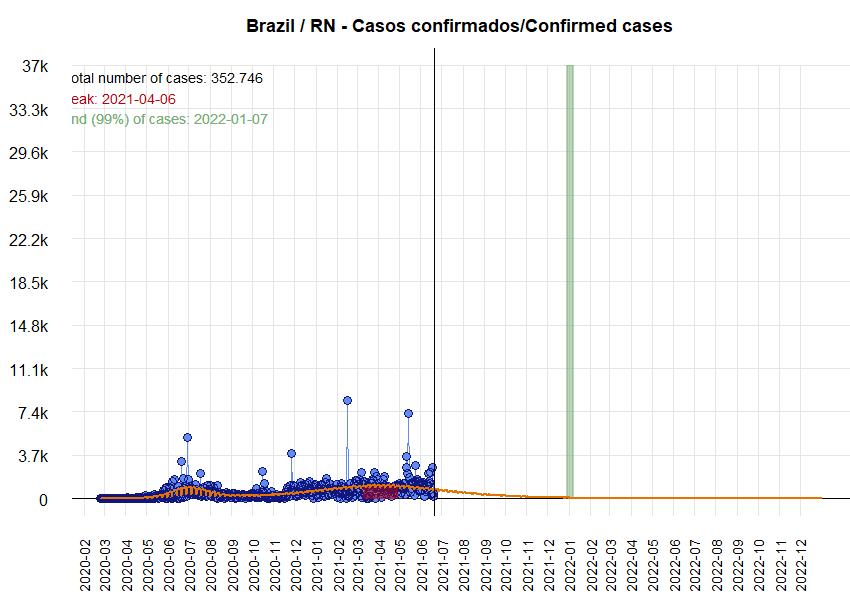 Brazil / RN - Casos confirmados/Confirmed cases
otal number of cases: 352.746
eak: 2021-04-06
nd (99%) of cases: 2022-01-07
37k
33.3k
29.6k
25.9k
22.2k
18.5k
14.8k
11.1k
7.4k
3.7k
0
2020-02
2020-03
2020-04
2020-05
2020-06
2020-07
2020-08
2020-09
2020-10
2020-11
2020-12
2021-01
2021-02
2021-03
2021-04
2021-05
2021-06
2021-07
2021-08
2021-09
2021-10
2021-11
2021-12
2022-01
2022-02
2022-03
2022-04
2022-05
2022-06
2022-07
2022-08
2022-09
2022-10
2022-11
2022-12